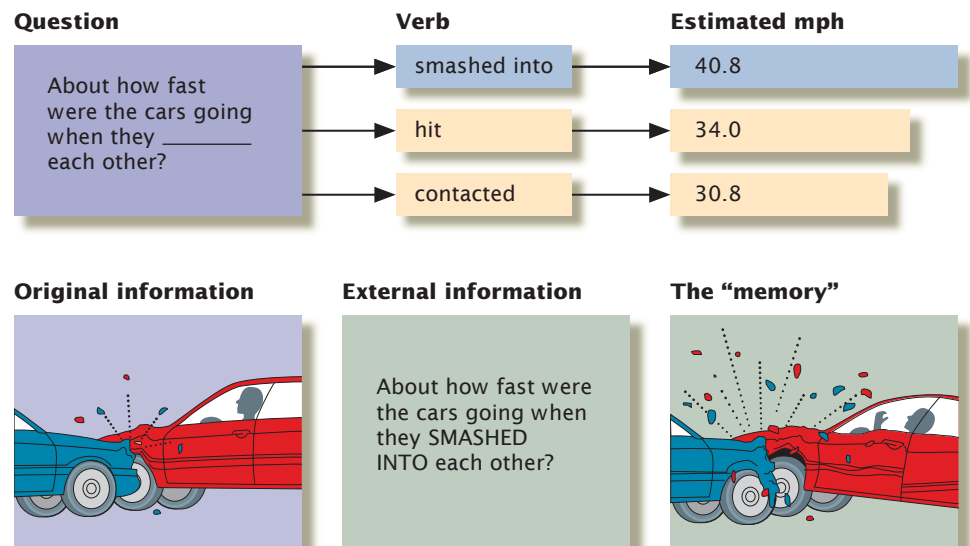 Question
Verb
Estimated mph
About how fast
were the cars going
when they ________
each other?
smashed into
40.8
hit
34.0
contacted
30.8
Original information
External information
The “memory”
About how fast were
the cars going when
they SMASHED
INTO each other?